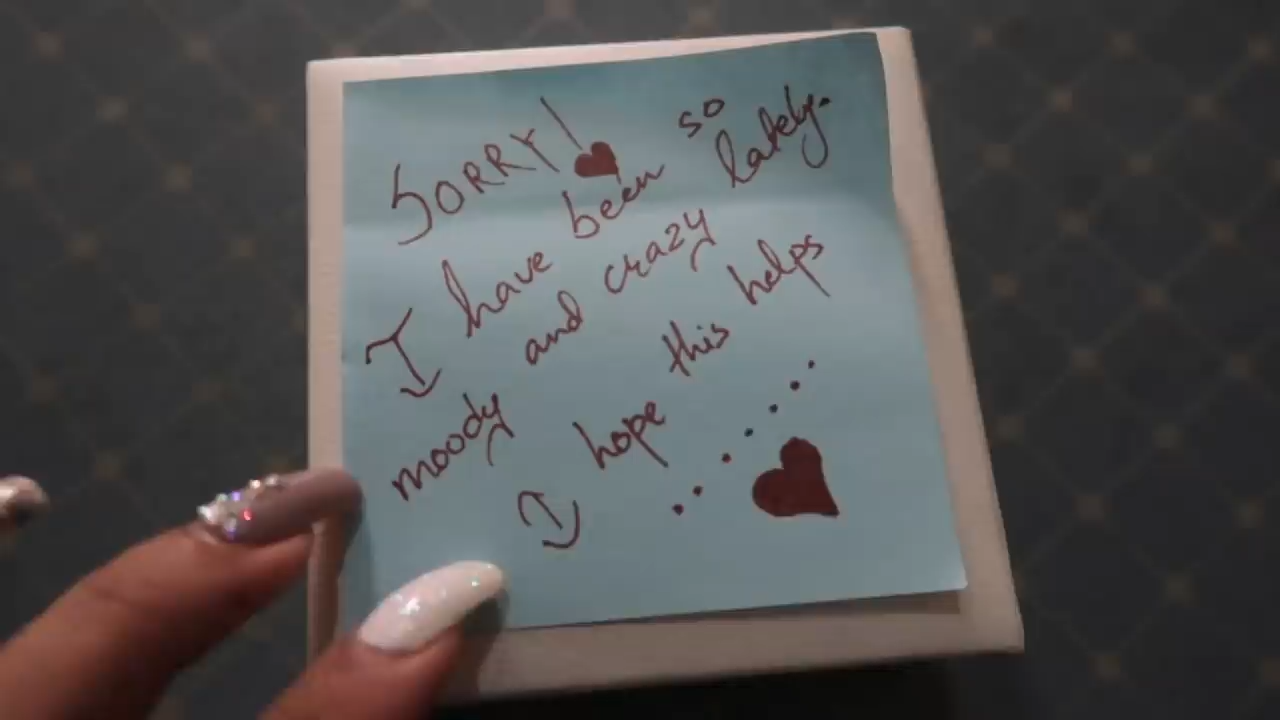 SORRY!
I have been so
moody and crazy lately.
I hope this helps
........